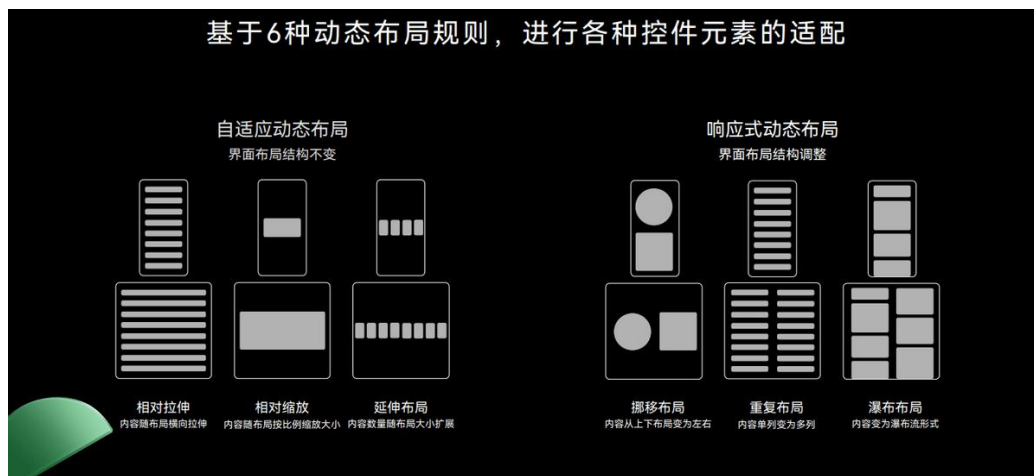 基于6种动态布局规则，进行各种控件元素的适配
自适应动态布局
界面布局结构不变
响应式动态布局
界面布局结构调整
相对拉伸
内容随布局横向拉伸
相对缩放
内容随布局按比例缩放大小
延伸布局
内容数量随布局大小扩展
挪移布局
内容从上下布局变为左右
重复布局
内容单列变为多列
瀑布布局
内容变为瀑布流形式